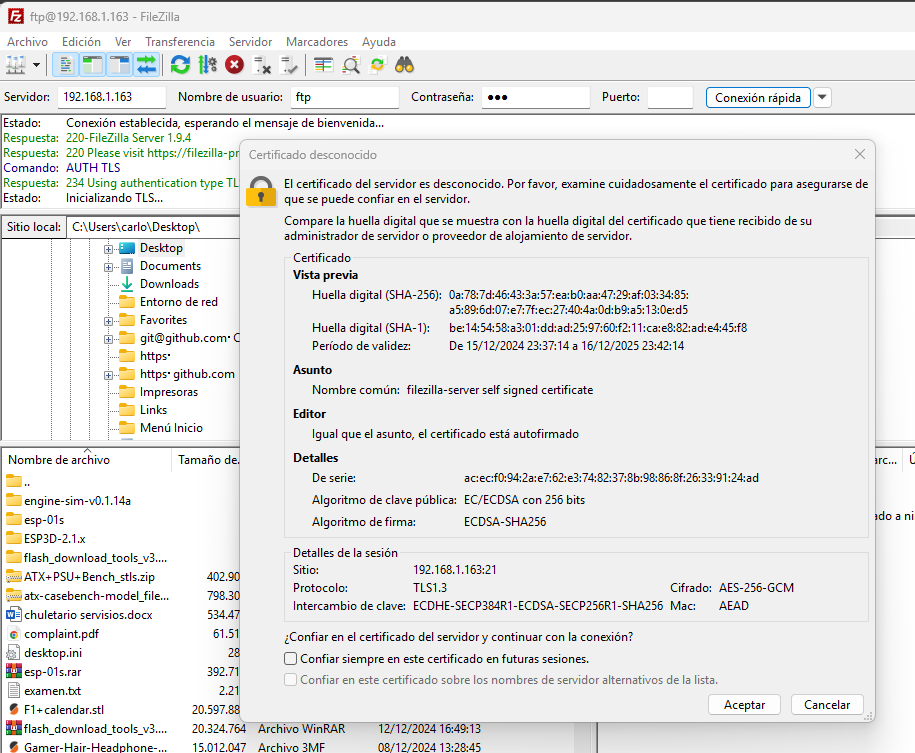 ftp@192.168.1.163 - FileZilla
Archivo Edición Ver Transferencia Servidor Marcadores Ayuda
Servidor: 192.168.1.163 Nombre de usuario: ftp Contraseña: ●●● Puerto: Conexión rápida
Estado: Conexión establecida, esperando el mensaje de bienvenida...
Respuesta: 220-FileZilla Server 1.9.4
Respuesta: 220 Please visit https://filezilla-pr
Comando: AUTH TLS
Respuesta: 234 Using authentication type TL
Estado: Inicializando TLS...
Sitio local: C:\Users\carlo\Desktop\
Desktop
Documents
Downloads
Entorno de red
Favorites
git@github.com· C
https·
https· github.com
Impresoras
Links
Menú Inicio
Nombre de archivo Tamaño de.
..
engine-sim-v0.1.14a
esp-01s
ESP3D-2.1.x
flash_download_tools_v3....
ATX+PSU+Bench_stls.zip 402.90
atx-casebench-model_file... 798.30
chuletario servisios.docx 534.47
complaint.pdf 61.51
desktop.ini 28
esp-01s.rar 392.71
examen.txt 2.21
F1+calendar.stl 20.597.88
flash_download_tools_v3.... 20.324.764 Archivo WinRAR 12/12/2024 16:49:13
Gamer-Hair-Headphone-... 15.012.047 Archivo 3MF 08/12/2024 13:28:45
Certificado desconocido
El certificado del servidor es desconocido. Por favor, examine cuidadosamente el certificado para asegurarse de
que se puede confiar en el servidor.
Compare la huella digital que se muestra con la huella digital del certificado que tiene recibido de su
administrador de servidor o proveedor de alojamiento de servidor.
Certificado
Vista previa
Huella digital (SHA-256): 0a:78:7d:46:43:3a:57:ea:b0:aa:47:29:af:03:34:85:
a5:89:6d:07:e7:7f:ec:27:40:4a:0d:b9:a5:13:0e:d5
Huella digital (SHA-1): be:14:54:58:a3:01:dd:ad:25:97:60:f2:11:ca:e8:82:ad:e4:45:f8
Período de validez: De 15/12/2024 23:37:14 a 16/12/2025 23:42:14
Asunto
Nombre común: filezilla-server self signed certificate
Editor
Igual que el asunto, el certificado está autofirmado
Detalles
De serie: ac:ec:f0:94:2a:e7:62:e3:74:82:37:8b:98:86:8f:26:33:91:24:ad
Algoritmo de clave pública: EC/ECDSA con 256 bits
Algoritmo de firma: ECDSA-SHA256
Detalles de la sesión
Sitio: 192.168.1.163:21
Protocolo: TLS1.3 Cifrado: AES-256-GCM
Intercambio de clave: ECDHE-SECP384R1-ECDSA-SECP256R1-SHA256 Mac: AEAD
¿Confiar en el certificado del servidor y continuar con la conexión?
Confiar siempre en este certificado en futuras sesiones.
Confiar en este certificado sobre los nombres de servidor alternativos de la lista.
Aceptar Cancelar
arc...
ado a ni